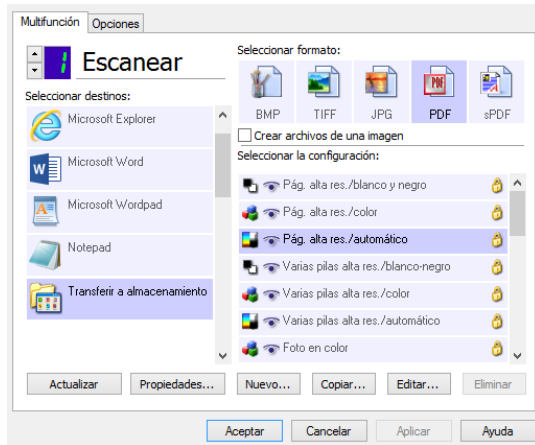 Multifunción
Opciones
1
Escanear
Seleccionar destinos:
Microsoft Explorer
Microsoft Word
Microsoft Wordpad
Notepad
Transferir a almacenamiento
Actualizar
Propiedades...
Seleccionar formato:
BMP
TIFF
JPG
PDF
sPDF
Crear archivos de una imagen
Seleccionar la configuración:
Pág. alta res./blanco y negro
Pág. alta res./color
Pág. alta res./automático
Varias pilas alta res./blanco-negro
Varias pilas alta res./color
Varias pilas alta res./automático
Foto en color
Nuevo...
Copiar...
Editar...
Eliminar
Aceptar
Cancelar
Aplicar
Ayuda